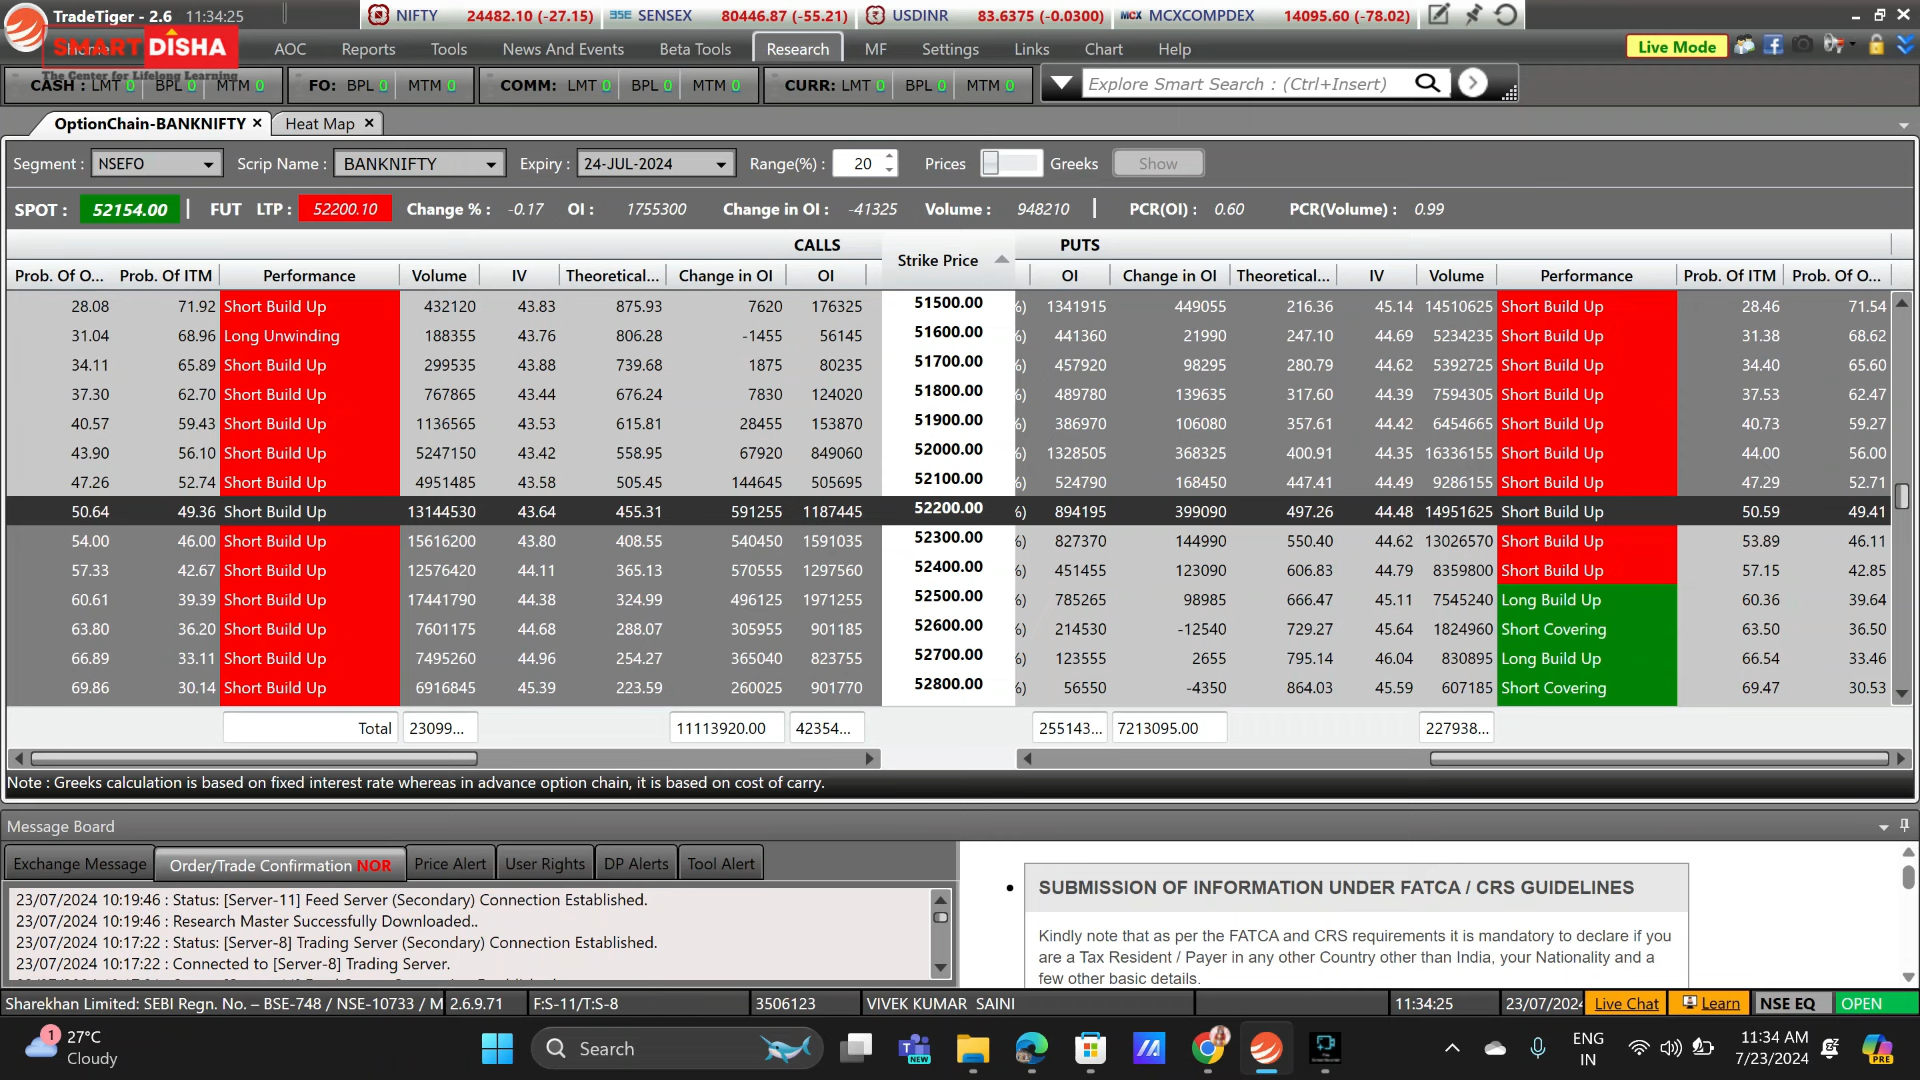 TradeTiger - 2.6 11:34:25
NIFTY 24482.10 (-27.15) BSE SENSEX 80446.87 (-55.21) USDINR 83.6375 (-0.0300) MCX MCXCOMPDEX 14095.60 (-78.02)
SMART DISHA
The Center for Lifelong Learning
AOC Reports Tools News And Events Beta Tools Research MF Settings Links Chart Help Live Mode
CASH : LMT 0 BPL 0 MTM 0 FO: BPL 0 MTM 0 COMM: LMT 0 BPL 0 MTM 0 CURR: LMT 0 BPL 0 MTM 0 Explore Smart Search : (Ctrl+Insert)
OptionChain-BANKNIFTY Heat Map
Segment : NSEFO Scrip Name : BANKNIFTY Expiry : 24-JUL-2024 Range(%) : 20 Prices Greeks Show
SPOT : 52154.00 | FUT LTP : 52200.10 Change % : -0.17 OI : 1755300 Change in OI : -41325 Volume : 948210 | PCR(OI) : 0.60 PCR(Volume) : 0.99
CALLS Strike Price PUTS
Prob. Of O... Prob. Of ITM Performance Volume IV Theoretical... Change in OI OI OI Change in OI Theoretical... IV Volume Performance Prob. Of ITM Prob. Of O...
28.08 71.92 Short Build Up 432120 43.83 875.93 7620 176325 51500.00 %) 1341915 449055 216.36 45.14 14510625 Short Build Up 28.46 71.54
31.04 68.96 Long Unwinding 188355 43.76 806.28 -1455 56145 51600.00 %) 441360 21990 247.10 44.69 5234235 Short Build Up 31.38 68.62
34.11 65.89 Short Build Up 299535 43.88 739.68 1875 80235 51700.00 %) 457920 98295 280.79 44.62 5392725 Short Build Up 34.40 65.60
37.30 62.70 Short Build Up 767865 43.44 676.24 7830 124020 51800.00 %) 489780 139635 317.60 44.39 7594305 Short Build Up 37.53 62.47
40.57 59.43 Short Build Up 1136565 43.53 615.81 28455 153870 51900.00 %) 386970 106080 357.61 44.42 6454665 Short Build Up 40.73 59.27
43.90 56.10 Short Build Up 5247150 43.42 558.95 67920 849060 52000.00 %) 1328505 368325 400.91 44.35 16336155 Short Build Up 44.00 56.00
47.26 52.74 Short Build Up 4951485 43.58 505.45 144645 505695 52100.00 %) 524790 168450 447.41 44.49 9286155 Short Build Up 47.29 52.71
50.64 49.36 Short Build Up 13144530 43.64 455.31 591255 1187445 52200.00 %) 894195 399090 497.26 44.48 14951625 Short Build Up 50.59 49.41
54.00 46.00 Short Build Up 15616200 43.80 408.55 540450 1591035 52300.00 %) 827370 144990 550.40 44.62 13026570 Short Build Up 53.89 46.11
57.33 42.67 Short Build Up 12576420 44.11 365.13 570555 1297560 52400.00 %) 451455 123090 606.83 44.79 8359800 Short Build Up 57.15 42.85
60.61 39.39 Short Build Up 17441790 44.38 324.99 496125 1971255 52500.00 %) 785265 98985 666.47 45.11 7545240 Long Build Up 60.36 39.64
63.80 36.20 Short Build Up 7601175 44.68 288.07 305955 901185 52600.00 %) 214530 -12540 729.27 45.64 1824960 Short Covering 63.50 36.50
66.89 33.11 Short Build Up 7495260 44.96 254.27 365040 823755 52700.00 %) 123555 2655 795.14 46.04 830895 Long Build Up 66.54 33.46
69.86 30.14 Short Build Up 6916845 45.39 223.59 260025 901770 52800.00 %) 56550 -4350 864.03 45.59 607185 Short Covering 69.47 30.53
Total 23099... 11113920.00 42354... 255143... 7213095.00 227938...
Note : Greeks calculation is based on fixed interest rate whereas in advance option chain, it is based on cost of carry.
Message Board
Exchange Message Order/Trade Confirmation NOR Price Alert User Rights DP Alerts Tool Alert
23/07/2024 10:19:46 : Status: [Server-11] Feed Server (Secondary) Connection Established.
23/07/2024 10:19:46 : Research Master Successfully Downloaded..
23/07/2024 10:17:22 : Status: [Server-8] Trading Server (Secondary) Connection Established.
23/07/2024 10:17:22 : Connected to [Server-8] Trading Server.
SUBMISSION OF INFORMATION UNDER FATCA / CRS GUIDELINES
Kindly note that as per the FATCA and CRS requirements it is mandatory to declare if you
are a Tax Resident / Payer in any other Country other than India, your Nationality and a
few other basic details.
Sharekhan Limited: SEBI Regn. No. – BSE-748 / NSE-10733 / M 2.6.9.71 F:S-11/T:S-8 3506123 VIVEK KUMAR SAINI 11:34:25 23/07/2024 Live Chat Learn NSE EQ OPEN
1 27°C
Cloudy
Search
NEW
ENG
IN
11:34 AM
7/23/2024
PRE